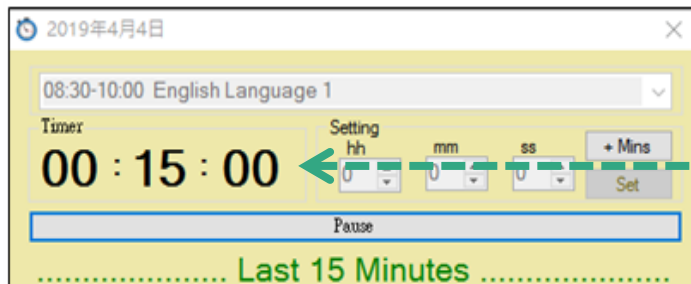 2019年4月4日
08:30-10:00 English Language 1
Timer
00 : 15 : 00
Setting
hh mm ss
0 0 0
+ Mins
Set
Pause
.................... Last 15 Minutes ....................